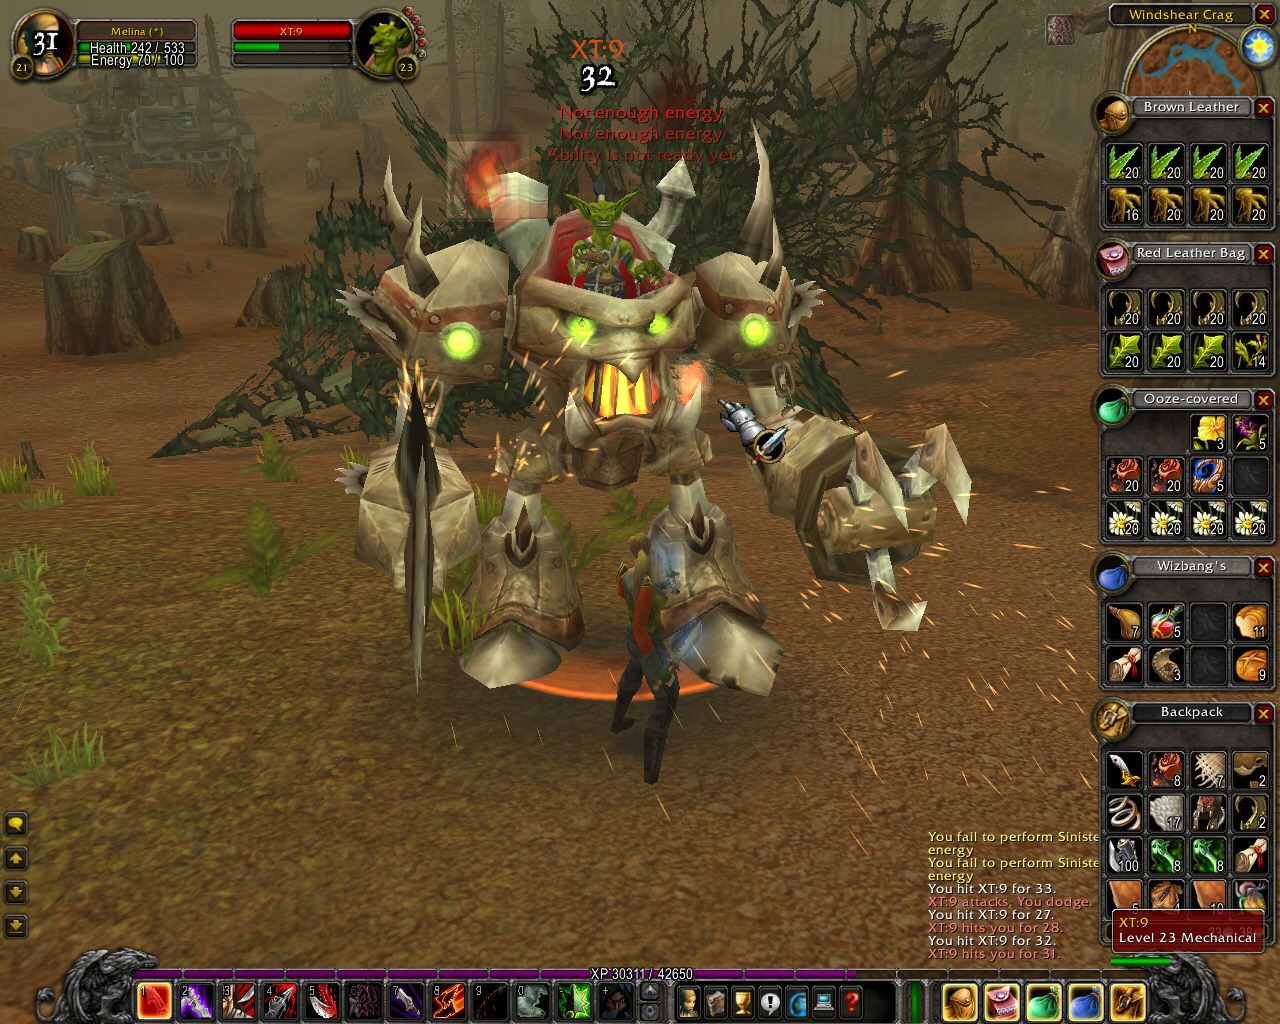 Melina (*)
31
Health 242 / 533
Energy 70 / 100
21
XT:9
23
XT:9
32
Not enough energy
Not enough energy
Ability is not ready yet
Windshear Crag
N
Brown Leather
20 20 20 20
16 20 20 20
Red Leather Bag
20 20 20 20
20 20 20 14
Ooze-covered
3 5
20 20 5
20 20 20 20
Wizbang's
7 5 11
3 9
Backpack
8 7 2
17 2
100 8 8
5 4 10
XT:9
Level 23 Mechanical
You fail to perform Siniste
energy
You fail to perform Siniste
energy
You hit XT:9 for 33.
XT:9 attacks. You dodge.
You hit XT:9 for 27.
XT:9 hits you for 28.
You hit XT:9 for 32.
XT:9 hits you for 31.
XP 30311 / 42650
1 2 3 4 5 6 7 8 9 0 - +